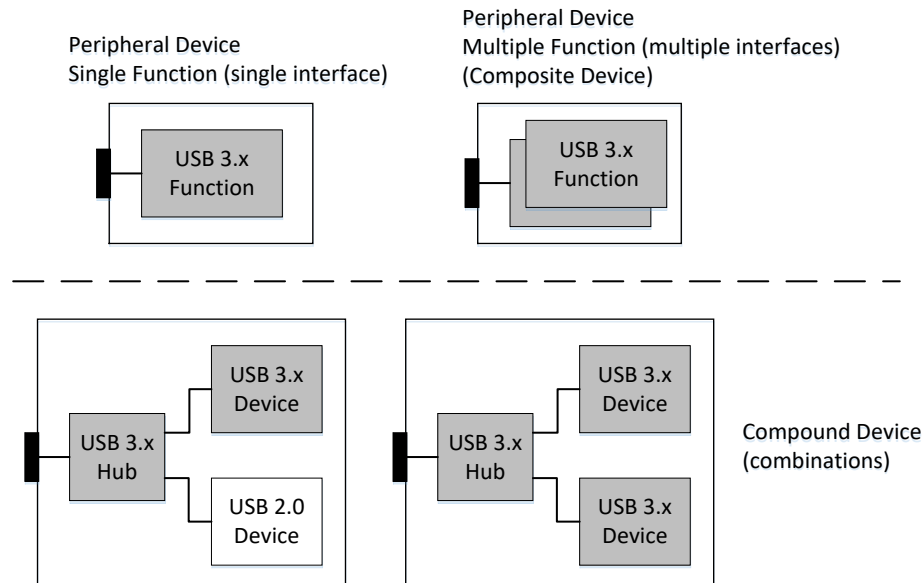 Peripheral Device
Single Function (single interface)
Peripheral Device
Multiple Function (multiple interfaces)
(Composite Device)
USB 3.x
Function
USB 3.x
Function
USB 3.x
Hub
USB 3.x
Device
USB 2.0
Device
USB 3.x
Hub
USB 3.x
Device
USB 3.x
Device
Compound Device
(combinations)